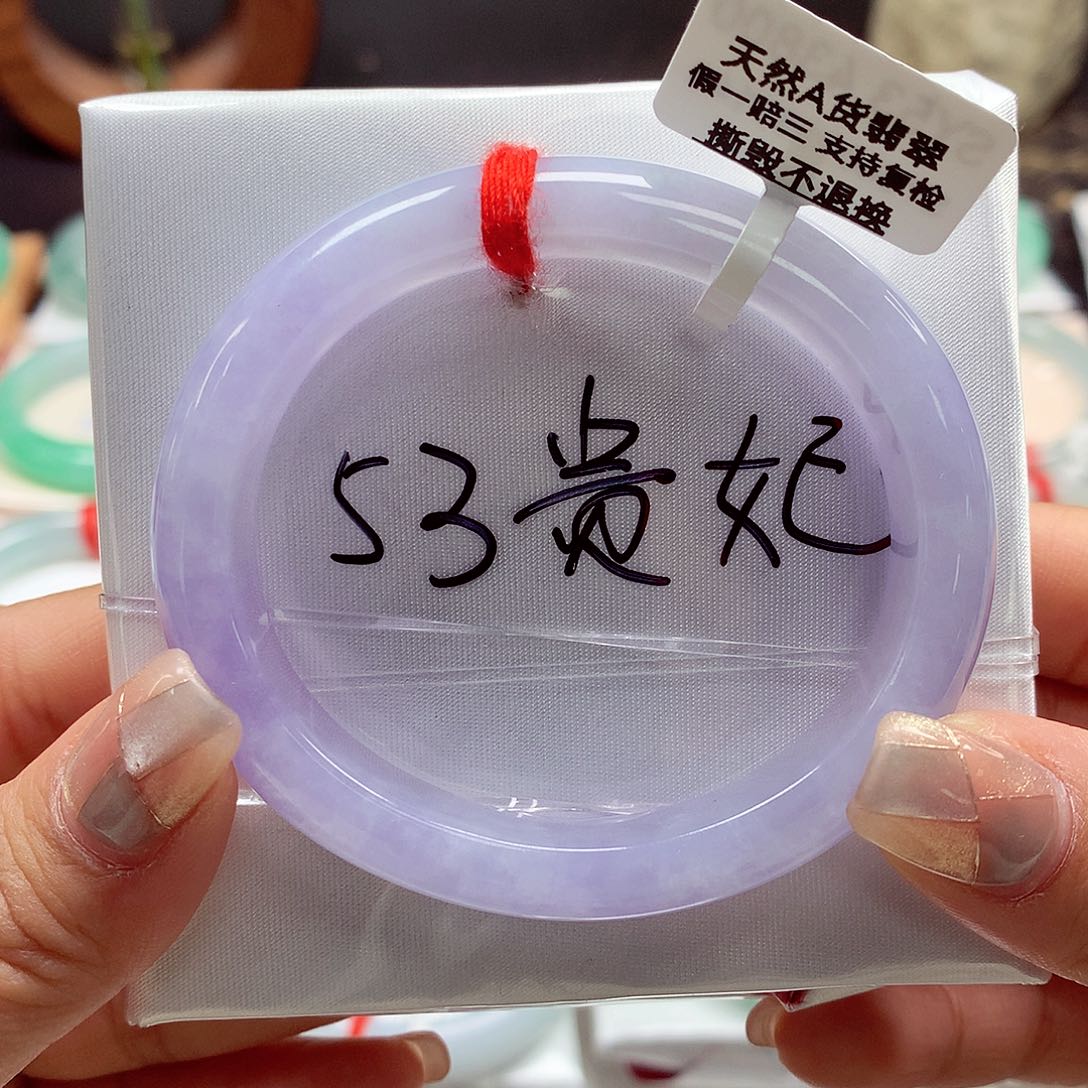 天然A货翡翠
假一赔三 支持复检
撕毁不退换
53贵妃